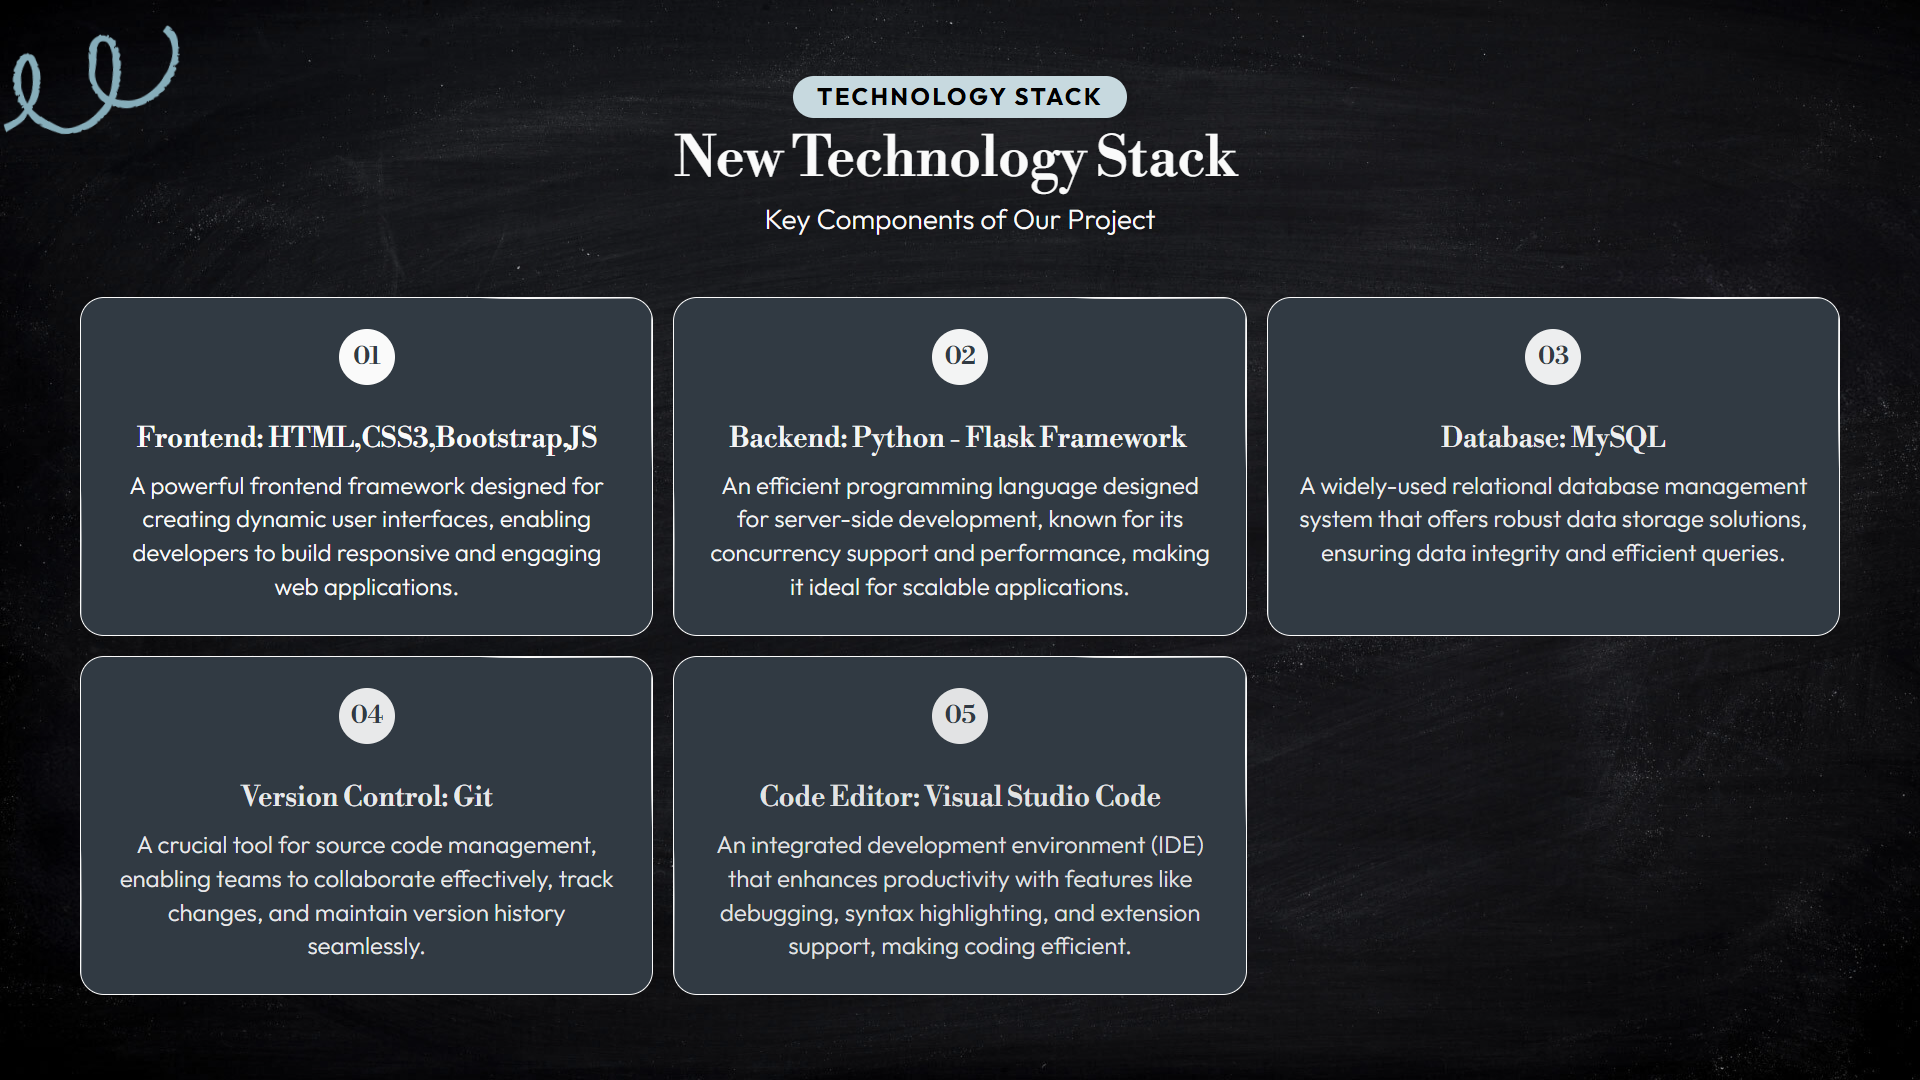 TECHNOLOGY STACK
New Technology Stack
Key Components of Our Project
01
Frontend: HTML,CSS3,Bootstrap,JS
A powerful frontend framework designed for
creating dynamic user interfaces, enabling
developers to build responsive and engaging
web applications.
02
Backend: Python - Flask Framework
An efficient programming language designed
for server-side development, known for its
concurrency support and performance, making
it ideal for scalable applications.
03
Database: MySQL
A widely-used relational database management
system that offers robust data storage solutions,
ensuring data integrity and efficient queries.
04
Version Control: Git
A crucial tool for source code management,
enabling teams to collaborate effectively, track
changes, and maintain version history
seamlessly.
05
Code Editor: Visual Studio Code
An integrated development environment (IDE)
that enhances productivity with features like
debugging, syntax highlighting, and extension
support, making coding efficient.